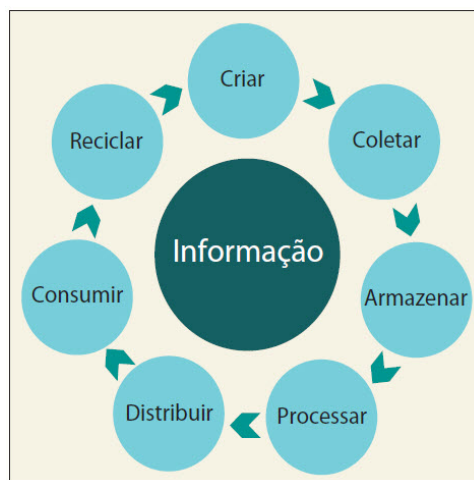 Criar
Coletar
Armazenar
Processar
Distribuir
Consumir
Reciclar
Informação